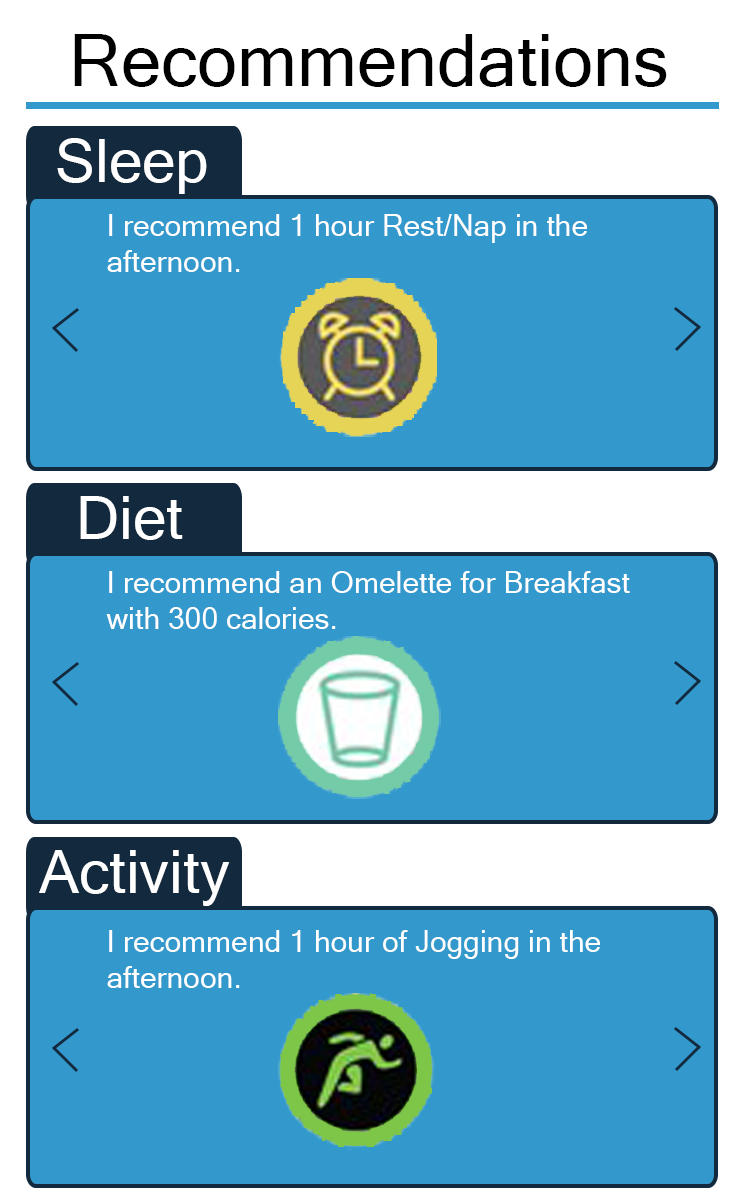 Recommendations
Sleep
I recommend 1 hour Rest/Nap in the
afternoon.
Diet
I recommend an Omelette for Breakfast
with 300 calories.
Activity
I recommend 1 hour of Jogging in the
afternoon.